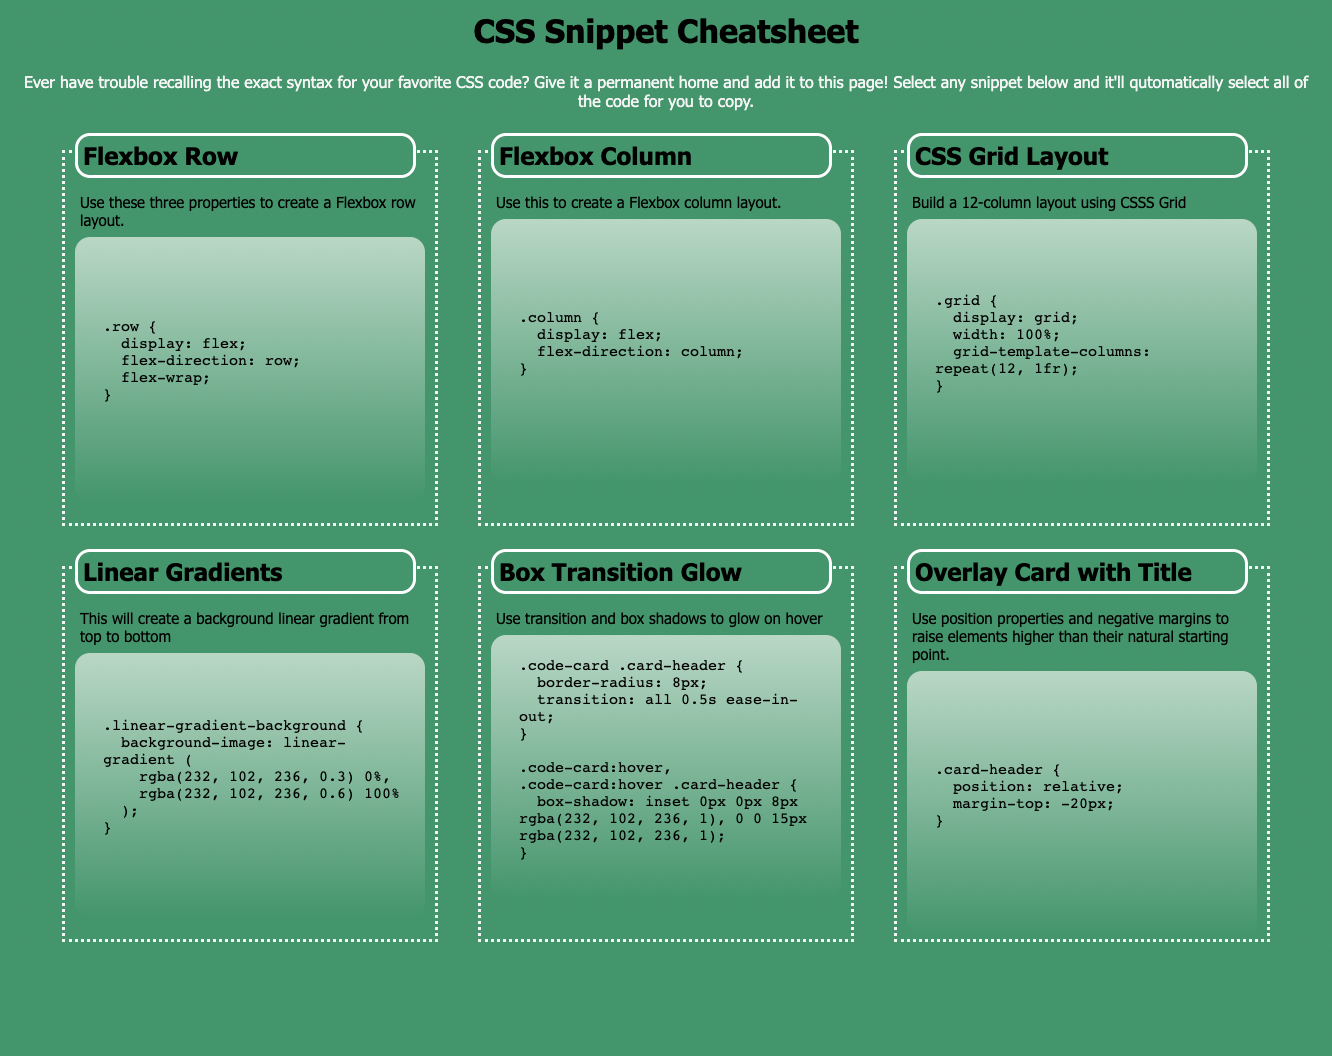 CSS Snippet Cheatsheet
Ever have trouble recalling the exact syntax for your favorite CSS code? Give it a permanent home and add it to this page! Select any snippet below and it'll qutomatically select all of
the code for you to copy.
Flexbox Row
Use these three properties to create a Flexbox row
layout.
.row {
  display: flex;
  flex-direction: row;
  flex-wrap;
}
Flexbox Column
Use this to create a Flexbox column layout.
.column {
  display: flex;
  flex-direction: column;
}
CSS Grid Layout
Build a 12-column layout using CSSS Grid
.grid {
  display: grid;
  width: 100%;
  grid-template-columns:
repeat(12, 1fr);
}
Linear Gradients
This will create a background linear gradient from
top to bottom
.linear-gradient-background {
  background-image: linear-
gradient (
    rgba(232, 102, 236, 0.3) 0%,
    rgba(232, 102, 236, 0.6) 100%
  );
}
Box Transition Glow
Use transition and box shadows to glow on hover
.code-card .card-header {
  border-radius: 8px;
  transition: all 0.5s ease-in-
out;
}
.code-card:hover,
.code-card:hover .card-header {
  box-shadow: inset 0px 0px 8px
rgba(232, 102, 236, 1), 0 0 15px
rgba(232, 102, 236, 1);
}
Overlay Card with Title
Use position properties and negative margins to
raise elements higher than their natural starting
point.
.card-header {
  position: relative;
  margin-top: -20px;
}